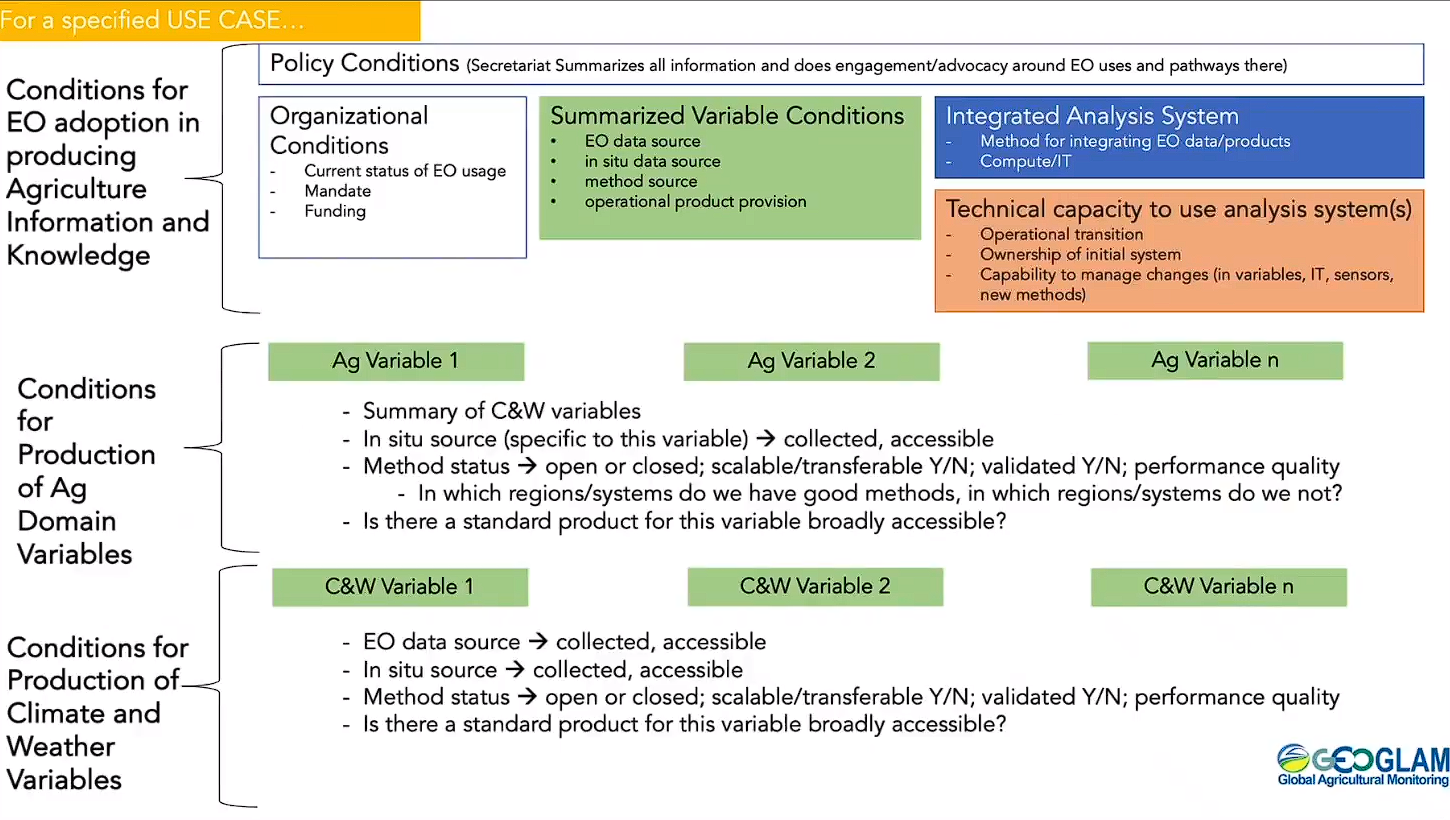 For a specified USE CASE...
Conditions for
EO adoption in
producing
Agriculture
Information and
Knowledge
Policy Conditions (Secretariat Summarizes all information and does engagement/advocacy around EO uses and pathways there)
Organizational
Conditions
- Current status of EO usage
- Mandate
- Funding
Summarized Variable Conditions
• EO data source
• in situ data source
• method source
• operational product provision
Integrated Analysis System
- Method for integrating EO data/products
- Compute/IT
Technical capacity to use analysis system(s)
- Operational transition
- Ownership of initial system
- Capability to manage changes (in variables, IT, sensors,
new methods)
Conditions
for
Production
of Ag
Domain
Variables
Ag Variable 1
Ag Variable 2
Ag Variable n
- Summary of C&W variables
- In situ source (specific to this variable) → collected, accessible
- Method status → open or closed; scalable/transferable Y/N; validated Y/N; performance quality
- In which regions/systems do we have good methods, in which regions/systems do we not?
- Is there a standard product for this variable broadly accessible?
Conditions for
Production of
Climate and
Weather
Variables
C&W Variable 1
C&W Variable 2
C&W Variable n
- EO data source → collected, accessible
- In situ source → collected, accessible
- Method status → open or closed; scalable/transferable Y/N; validated Y/N; performance quality
- Is there a standard product for this variable broadly accessible?
GEOGLAM
Global Agricultural Monitoring